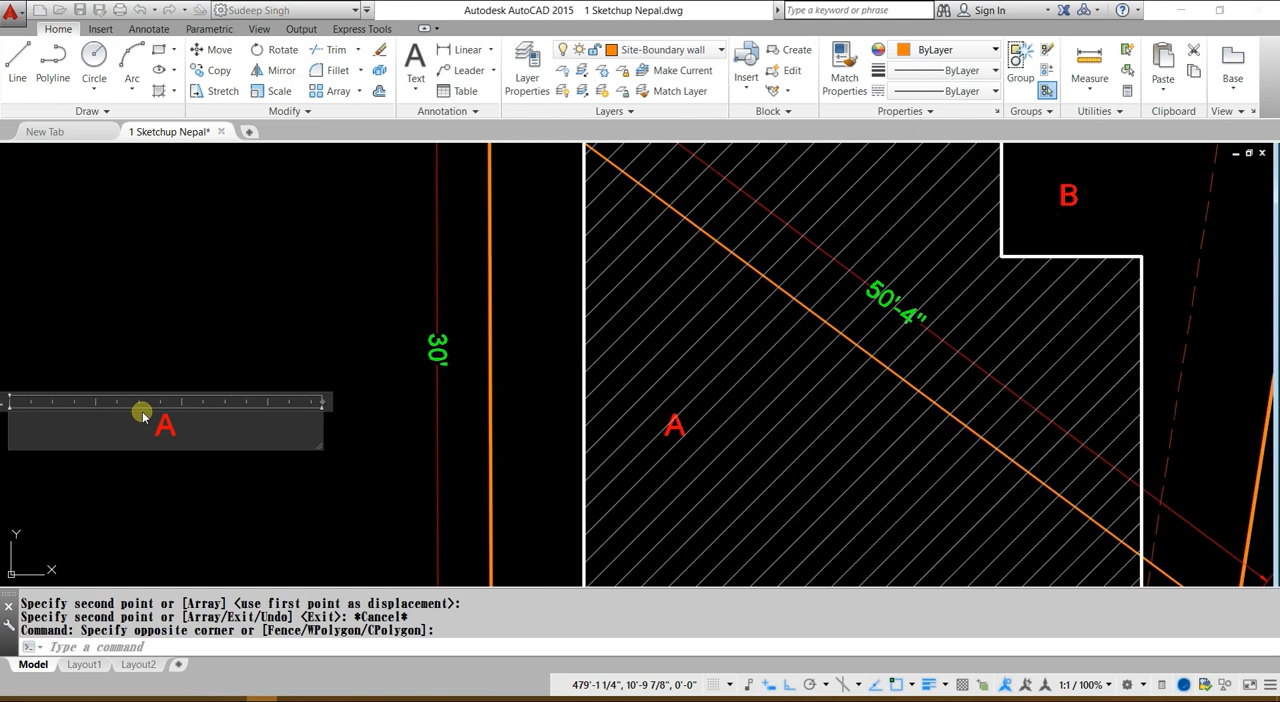 Sudeep Singh
Autodesk AutoCAD 2015 1 Sketchup Nepal.dwg
Type a keyword or phrase
Sign In
Home Insert Annotate Parametric View Output Express Tools
Line Polyline Circle Arc
Draw
Move Rotate Trim
Copy Mirror Fillet
Stretch Scale Array
Modify
Text
Linear
Leader
Table
Annotation
Layer Properties
Site-Boundary wall
Make Current
Match Layer
Layers
Insert
Create
Edit
Block
Match Properties
ByLayer
ByLayer
ByLayer
Properties
Group
Groups
Measure
Utilities
Paste
Clipboard
Base
View
New Tab 1 Sketchup Nepal*
B
50'-4"
30'
A
A
Y
X
Specify second point or [Array] <use first point as displacement>:
Specify second point or [Array/Exit/Undo] <Exit>: *Cancel*
Command: Specify opposite corner or [Fence/WPolygon/CPolygon]:
Type a command
Model Layout1 Layout2
479'-1 1/4", 10'-9 7/8", 0'-0"
1:1 / 100%